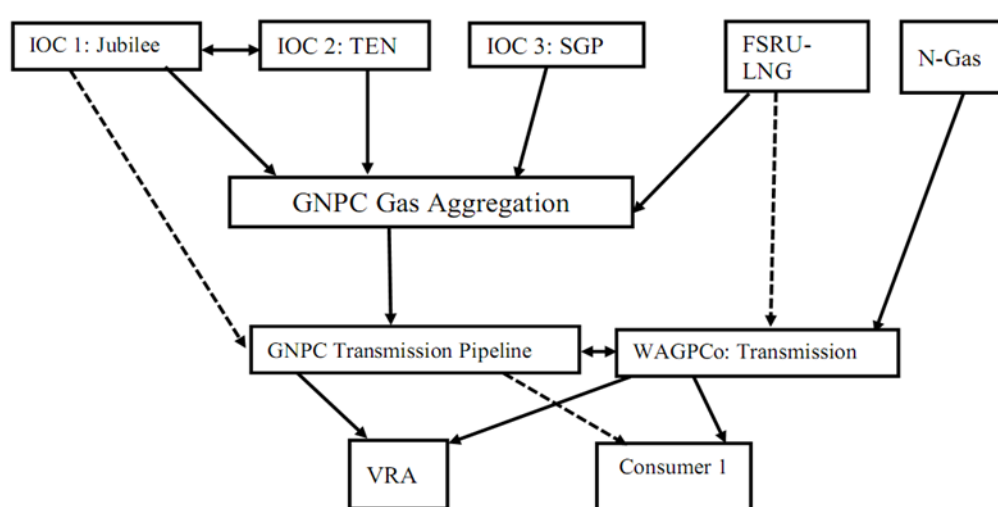 IOC 1: Jubilee
IOC 2: TEN
IOC 3: SGP
FSRU-
LNG
N-Gas
GNPC Gas Aggregation
GNPC Transmission Pipeline
WAGPCo: Transmission
VRA
Consumer 1